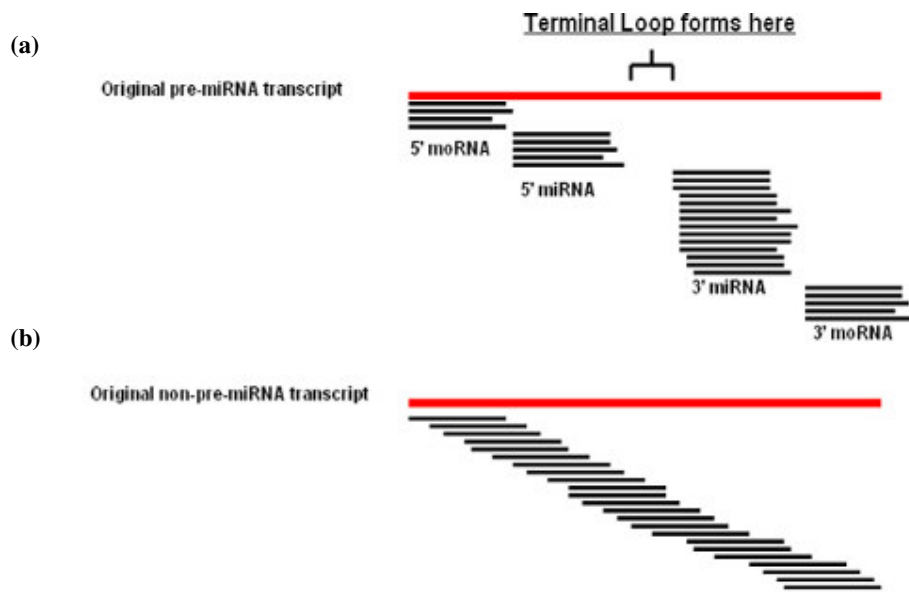 Terminal Loop forms here
(a)
Original pre-miRNA transcript
5' moRNA
5' miRNA
3' miRNA
3' moRNA
(b)
Original non-pre-miRNA transcript